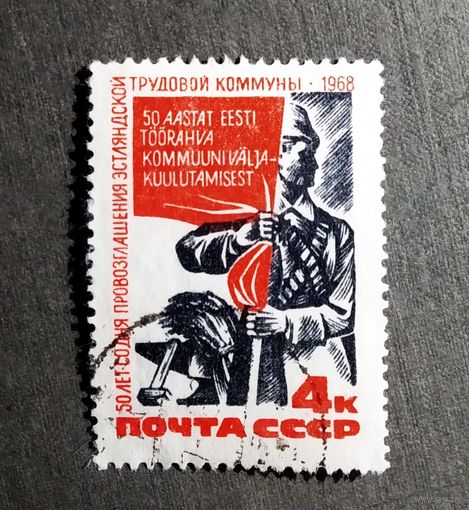 50 ЛЕТ СО ДНЯ ПРОВОЗГЛАШЕНИЯ ЭСТЛЯНДСКОЙ
ТРУДОВОЙ КОММУНЫ · 1968
50 AASTAT EESTI
TÖÖRAHVA
KOMMUUNI VÄLJA-
KUULUTAMISEST
4к
ПОЧТА СССР